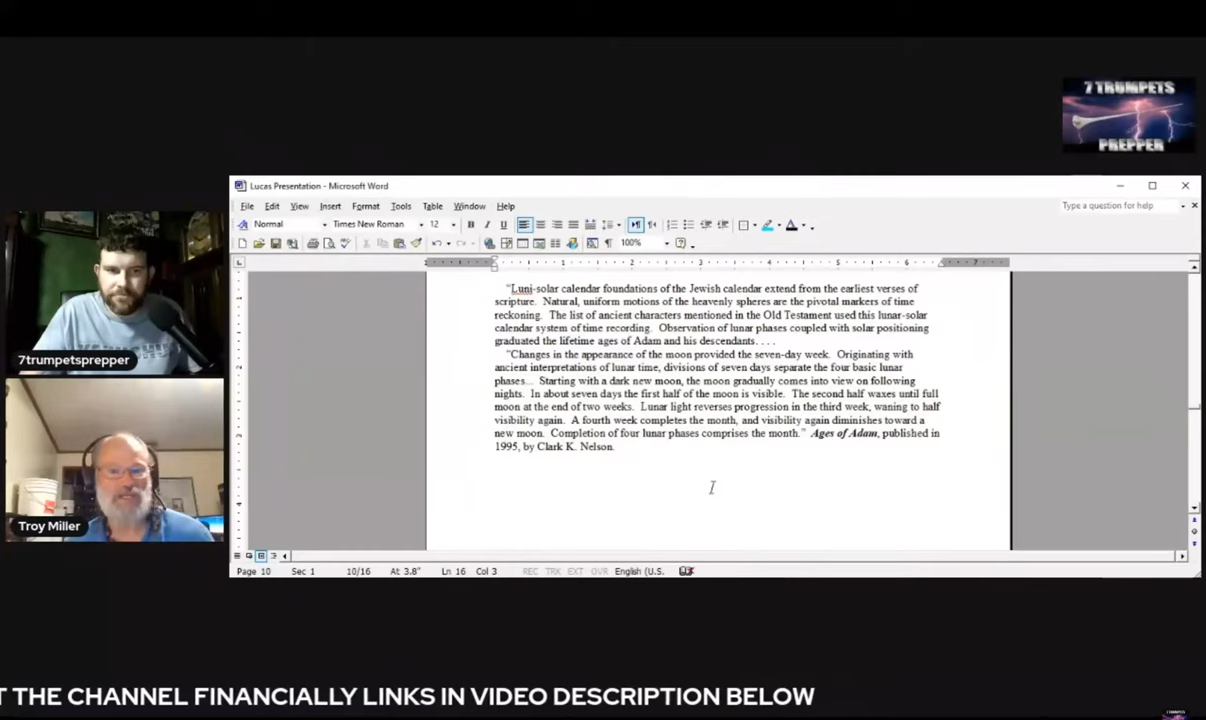 7 TRUMPETS
PREPPER
Lucas Presentation - Microsoft Word
File Edit View Insert Format Tools Table Window Help
Type a question for help
Normal Times New Roman 12 B I U
100%
1 1 2 3 4 5 6 7
"Luni-solar calendar foundations of the Jewish calendar extend from the earliest verses of
scripture. Natural, uniform motions of the heavenly spheres are the pivotal markers of time
reckoning. The list of ancient characters mentioned in the Old Testament used this lunar-solar
calendar system of time recording. Observation of lunar phases coupled with solar positioning
graduated the lifetime ages of Adam and his descendants. . . .
"Changes in the appearance of the moon provided the seven-day week. Originating with
ancient interpretations of lunar time, divisions of seven days separate the four basic lunar
phases... Starting with a dark new moon, the moon gradually comes into view on following
nights. In about seven days the first half of the moon is visible. The second half waxes until full
moon at the end of two weeks. Lunar light reverses progression in the third week, waning to half
visibility again. A fourth week completes the month, and visibility again diminishes toward a
new moon. Completion of four lunar phases comprises the month." Ages of Adam, published in
1995, by Clark K. Nelson.
7trumpetsprepper
Troy Miller
Page 10 Sec 1 10/16 At 3.8" Ln 16 Col 3 REC TRK EXT OVR English (U.S.
T THE CHANNEL FINANCIALLY LINKS IN VIDEO DESCRIPTION BELOW